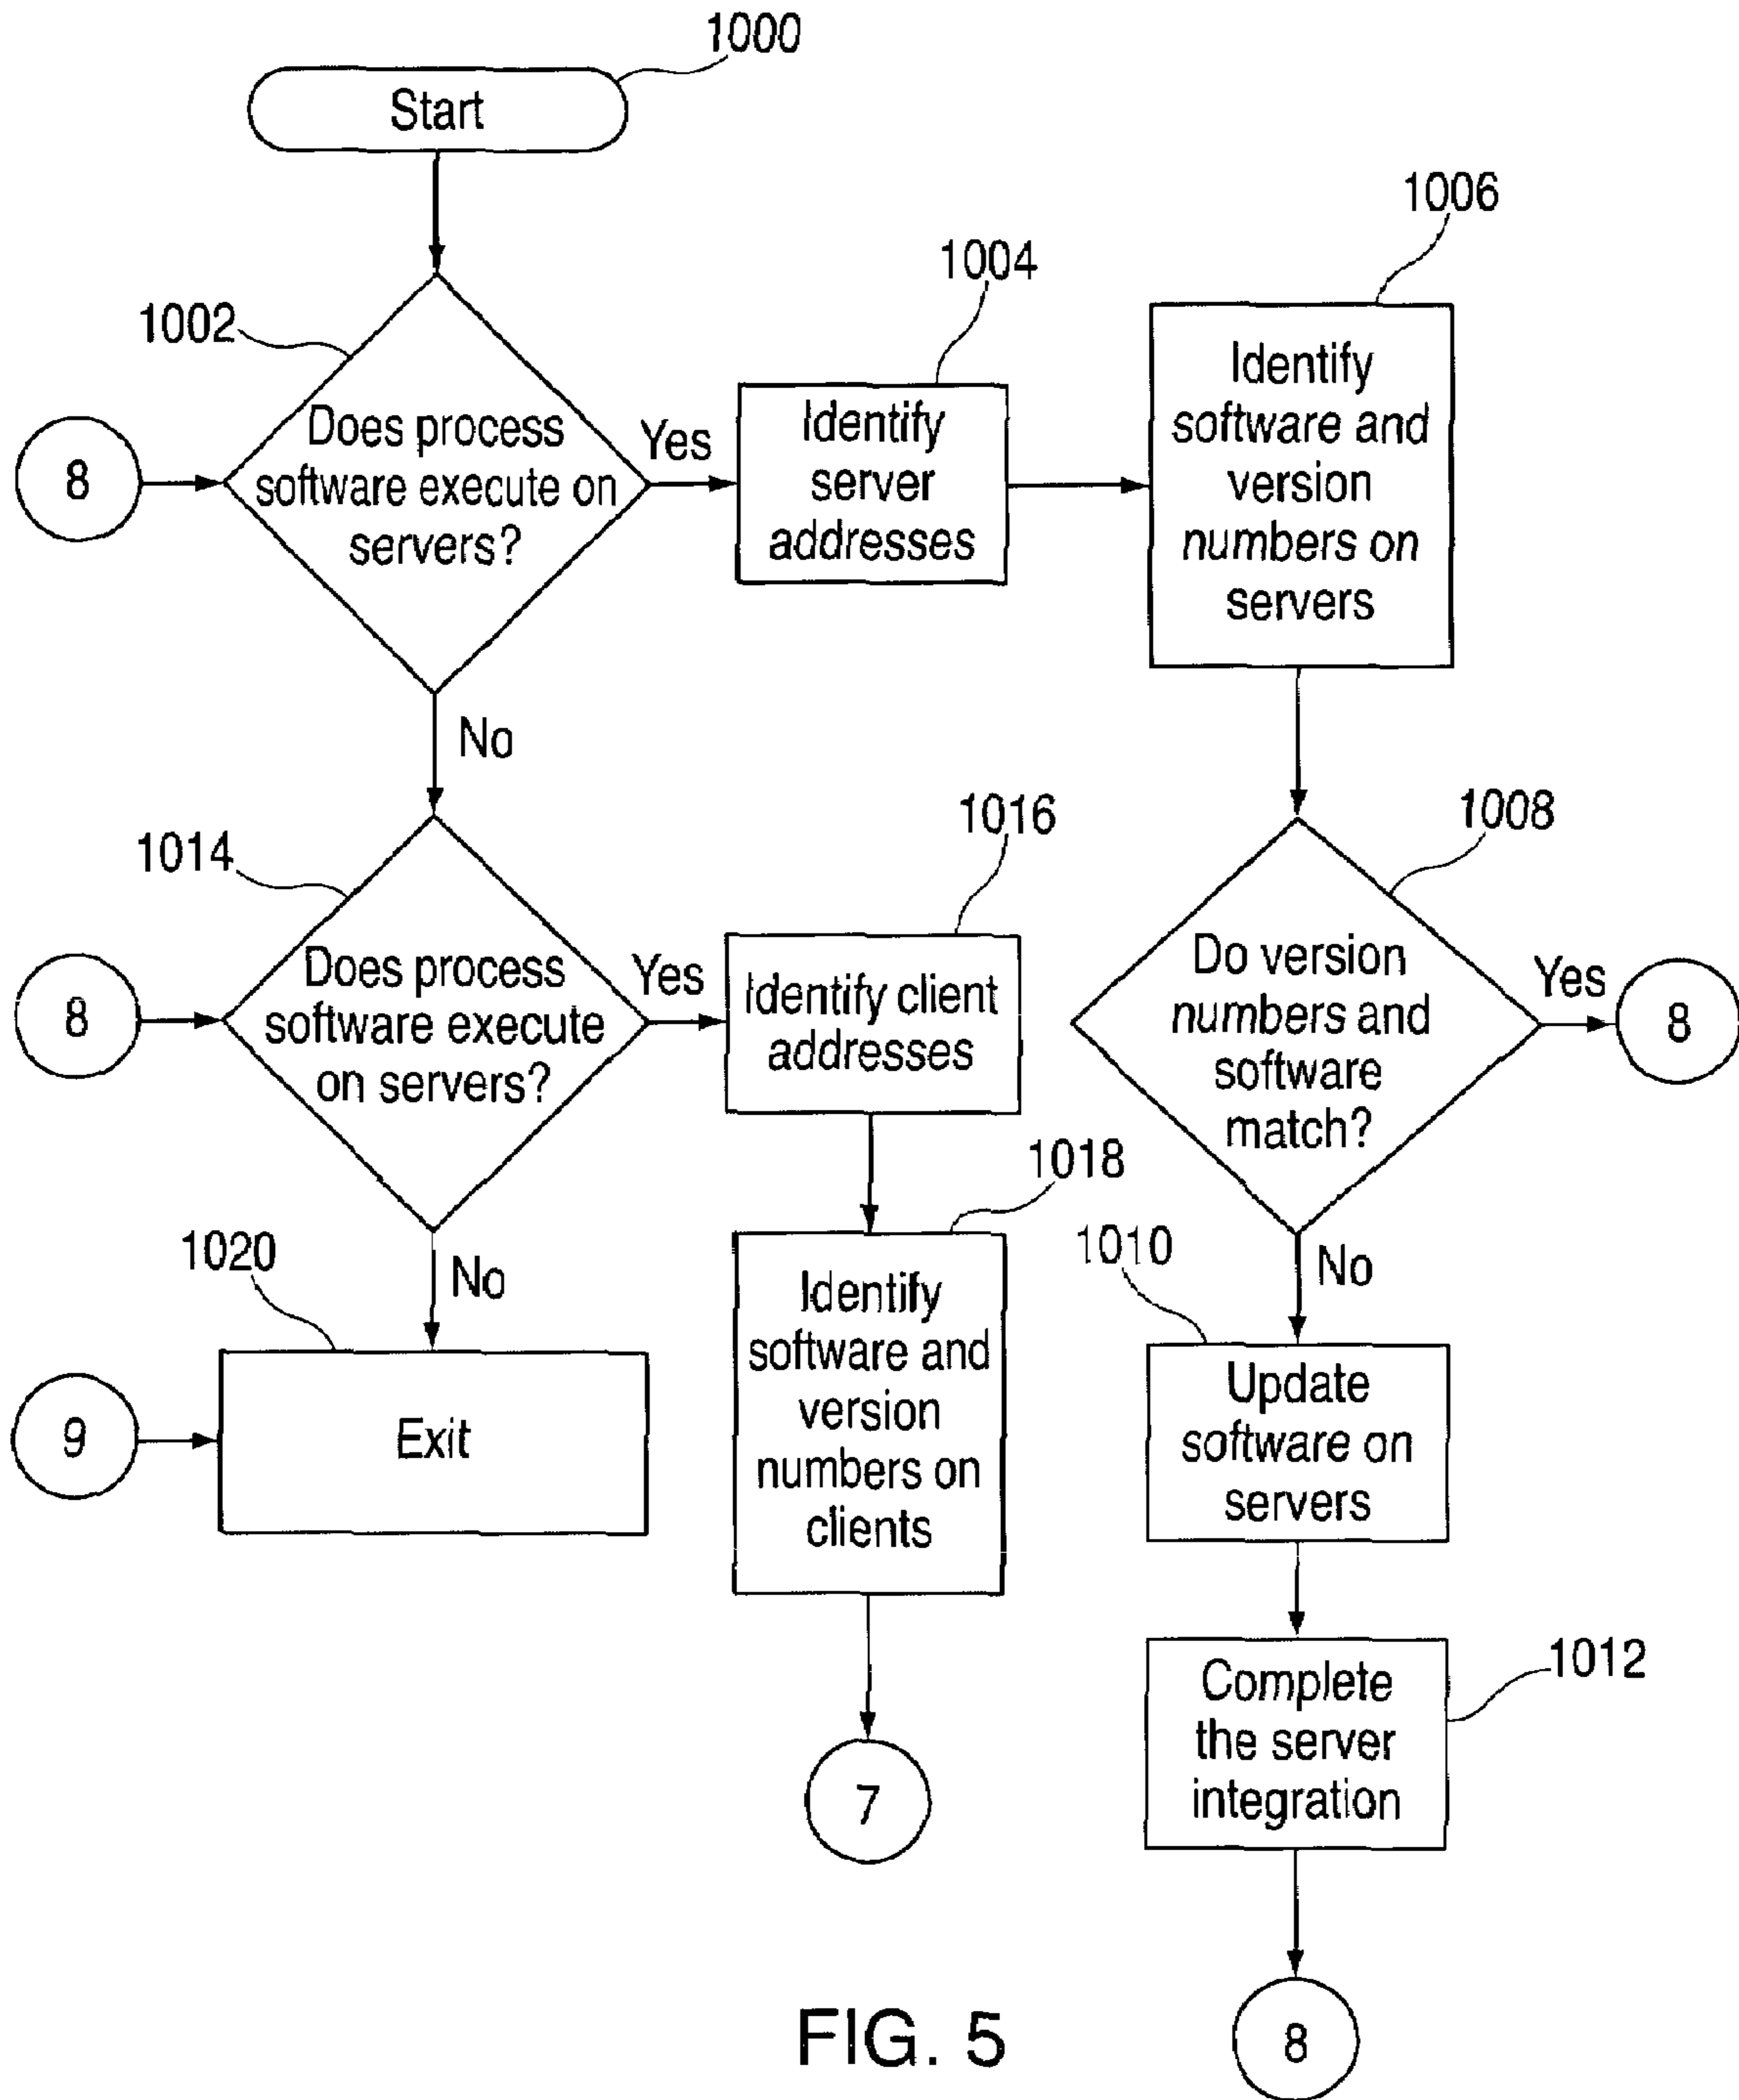 1000
Start
1006
1004
1002
Identify
software and
version
numbers on
servers
Does process
software execute on
servers?
Yes
Identify
server
addresses
8
No
1016
1008
1014
Does process
software execute
on servers?
Yes
Identify client
addresses
Do version
numbers and
software
match?
Yes
8
8
1018
1020
No
1010
No
Identify
software and
version
numbers on
clients
Update
software on
servers
9
Exit
1012
Complete
the server
integration
7
8
FIG. 5